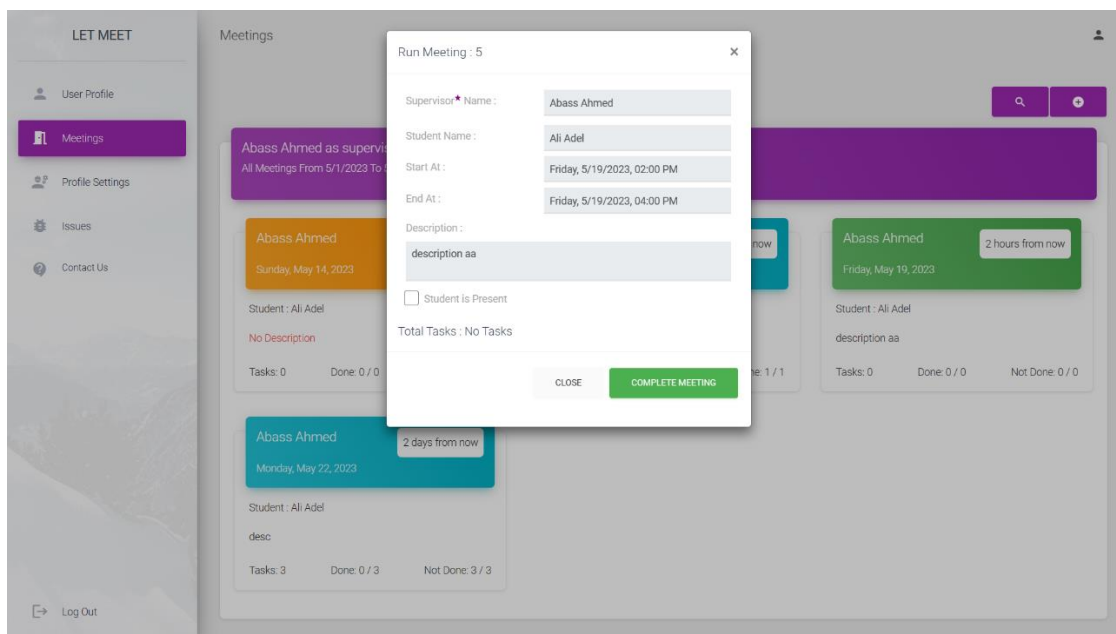 LET MEET
User Profile
Meetings
Profile Settings
Issues
Contact Us
Log Out
Meetings
Abass Ahmed as
All Meetings From 5/1/2023 To
Abass Ahmed
Sunday, May 14, 2023
Student : Ali Adel
No Description
Tasks: 0 Done: 0 / 0
now
1 / 1
Abass Ahmed
2 hours from now
Friday, May 19, 2023
Student : Ali Adel
description aa
Tasks: 0 Done: 0 / 0 Not Done: 0 / 0
Abass Ahmed
2 days from now
Monday, May 22, 2023
Student : Ali Adel
desc
Tasks: 3 Done: 0 / 3 Not Done: 3 / 3
Run Meeting : 5 ×
Supervisor★ Name : Abass Ahmed
Student Name : Ali Adel
Start At : Friday, 5/19/2023, 02:00 PM
End At : Friday, 5/19/2023, 04:00 PM
Description :
description aa
Student is Present
Total Tasks : No Tasks
CLOSE COMPLETE MEETING